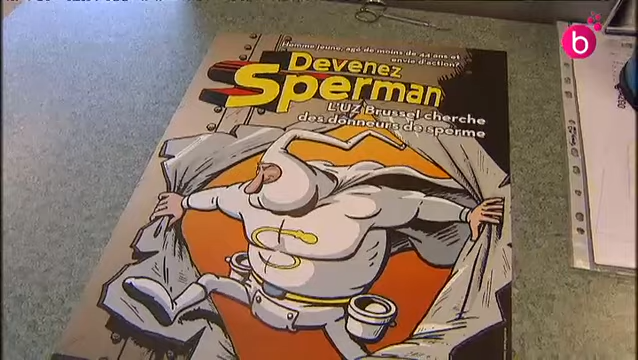 b
Homme jeune, agé de moins de 44 ans et
envie d'action?
Devenez
Sperman
L'UZ Brussel cherche
des donneurs de sperme